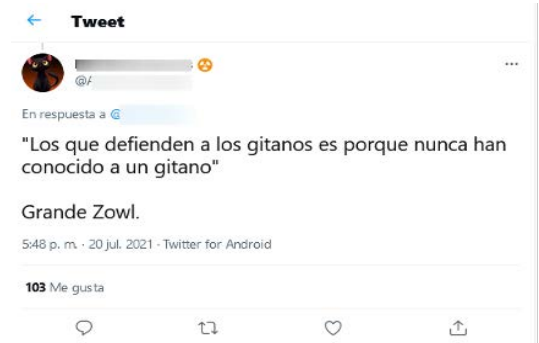 Tweet
@
En respuesta a @
"Los que defienden a los gitanos es porque nunca han
conocido a un gitano"
Grande Zowl.
5:48 p. m. · 20 jul. 2021 · Twitter for Android
103 Me gusta